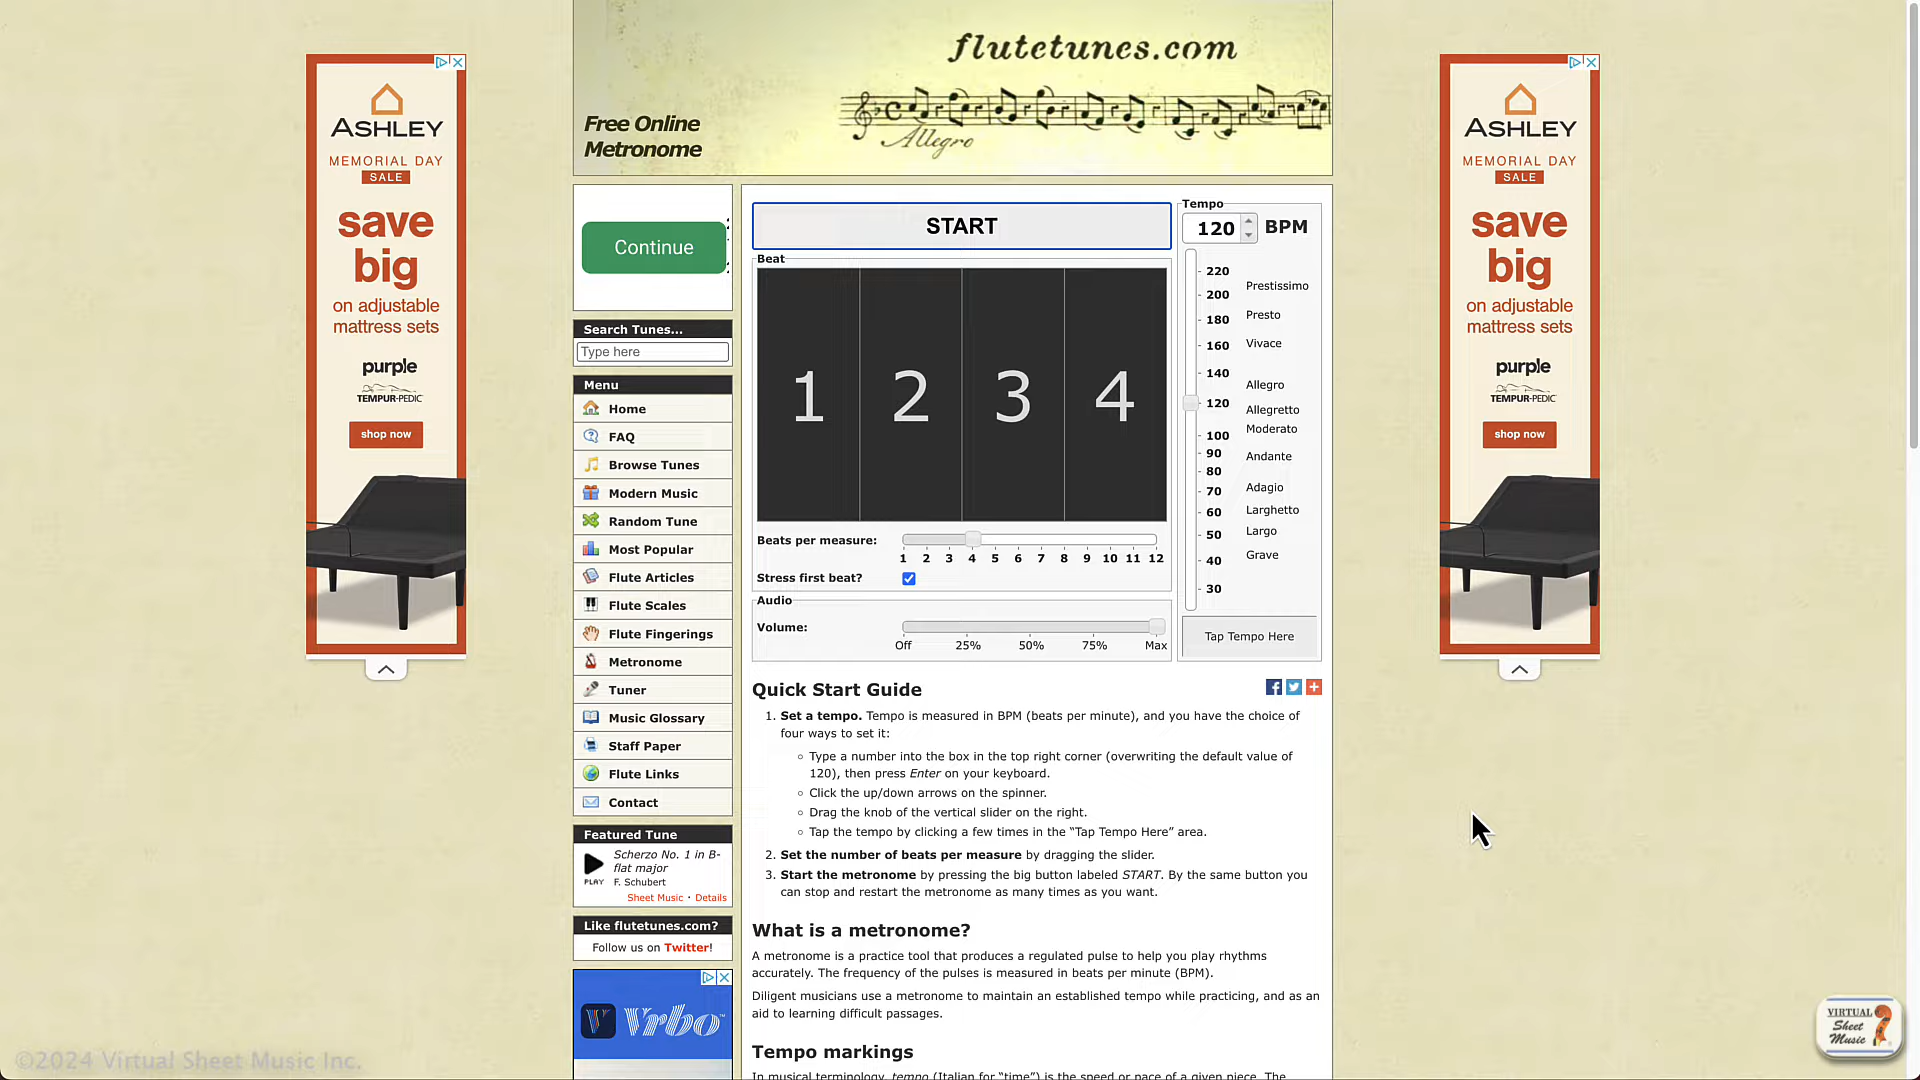 flutetunes.com
Allegro
Free Online
Metronome
ASHLEY
MEMORIAL DAY
SALE
save
big
on adjustable
mattress sets
purple
TEMPUR-PEDIC
shop now
Continue
Search Tunes...
Type here
Menu
Home
FAQ
Browse Tunes
Modern Music
Random Tune
Most Popular
Flute Articles
Flute Scales
Flute Fingerings
Metronome
Tuner
Music Glossary
Staff Paper
Flute Links
Contact
Featured Tune
PLAY
Scherzo No. 1 in B-
flat major
F. Schubert
Sheet Music • Details
Like flutetunes.com?
Follow us on Twitter!
Vrbo
START
Beat
1 2 3 4
Beats per measure:
1 2 3 4 5 6 7 8 9 10 11 12
Stress first beat?
Audio
Volume:
Off 25% 50% 75% Max
Tempo
120 BPM
220
Prestissimo
200
Presto
180
Vivace
160
140
Allegro
120
Allegretto
Moderato
100
90
Andante
80
Adagio
70
Larghetto
60
Largo
50
Grave
40
30
Tap Tempo Here
Quick Start Guide
1. Set a tempo. Tempo is measured in BPM (beats per minute), and you have the choice of
four ways to set it:
Type a number into the box in the top right corner (overwriting the default value of
120), then press Enter on your keyboard.
Click the up/down arrows on the spinner.
Drag the knob of the vertical slider on the right.
Tap the tempo by clicking a few times in the “Tap Tempo Here” area.
2. Set the number of beats per measure by dragging the slider.
3. Start the metronome by pressing the big button labeled START. By the same button you
can stop and restart the metronome as many times as you want.
What is a metronome?
A metronome is a practice tool that produces a regulated pulse to help you play rhythms
accurately. The frequency of the pulses is measured in beats per minute (BPM).
Diligent musicians use a metronome to maintain an established tempo while practicing, and as an
aid to learning difficult passages.
Tempo markings
In musical terminology, tempo (Italian for “time”) is the speed or pace of a given piece. The
ASHLEY
MEMORIAL DAY
SALE
save
big
on adjustable
mattress sets
purple
TEMPUR-PEDIC
shop now
VIRTUAL
Sheet
Music
©2024 Virtual Sheet Music Inc.